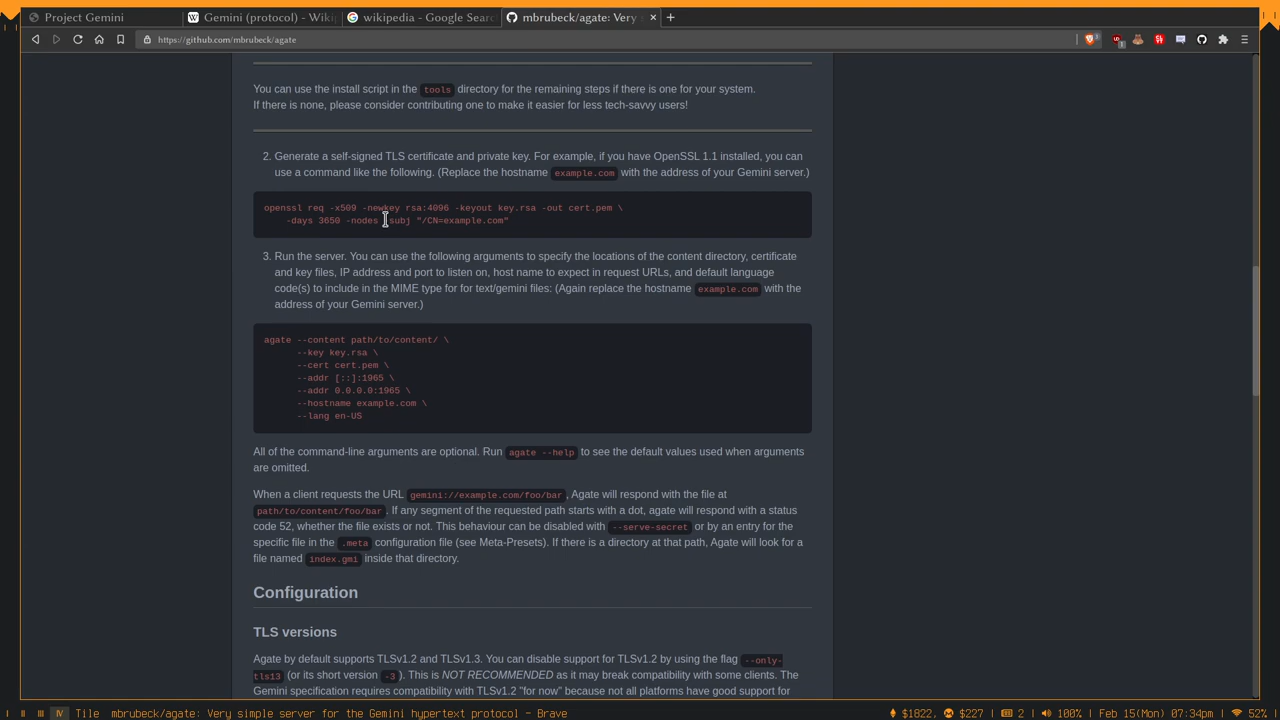 Project Gemini
Gemini (protocol) - Wiki
wikipedia - Google Searc
mbrubeck/agate: Very
https://github.com/mbrubeck/agate
You can use the install script in the tools directory for the remaining steps if there is one for your system.
If there is none, please consider contributing one to make it easier for less tech-savvy users!
2. Generate a self-signed TLS certificate and private key. For example, if you have OpenSSL 1.1 installed, you can
use a command like the following. (Replace the hostname example.com with the address of your Gemini server.)
openssl req -x509 -newkey rsa:4096 -keyout key.rsa -out cert.pem \
-days 3650 -nodes -subj "/CN=example.com"
3. Run the server. You can use the following arguments to specify the locations of the content directory, certificate
and key files, IP address and port to listen on, host name to expect in request URLs, and default language
code(s) to include in the MIME type for for text/gemini files: (Again replace the hostname example.com with the
address of your Gemini server.)
agate --content path/to/content/ \
--key key.rsa \
--cert cert.pem \
--addr [::]:1965 \
--addr 0.0.0.0:1965 \
--hostname example.com \
--lang en-US
All of the command-line arguments are optional. Run agate --help to see the default values used when arguments
are omitted.
When a client requests the URL gemini://example.com/foo/bar, Agate will respond with the file at
path/to/content/foo/bar. If any segment of the requested path starts with a dot, agate will respond with a status
code 52, whether the file exists or not. This behaviour can be disabled with --serve-secret or by an entry for the
specific file in the .meta configuration file (see Meta-Presets). If there is a directory at that path, Agate will look for a
file named index.gmi inside that directory.
Configuration
TLS versions
Agate by default supports TLSv1.2 and TLSv1.3. You can disable support for TLSv1.2 by using the flag --only-
tls13 (or its short version -3). This is NOT RECOMMENDED as it may break compatibility with some clients. The
Gemini specification requires compatibility with TLSv1.2 "for now" because not all platforms have good support for
I II III IV Tile mbrubeck/agate: Very simple server for the Gemini hypertext protocol - Brave $1822, $227 | 2 | 100% | Feb 15(Mon) 07:34pm | 52%